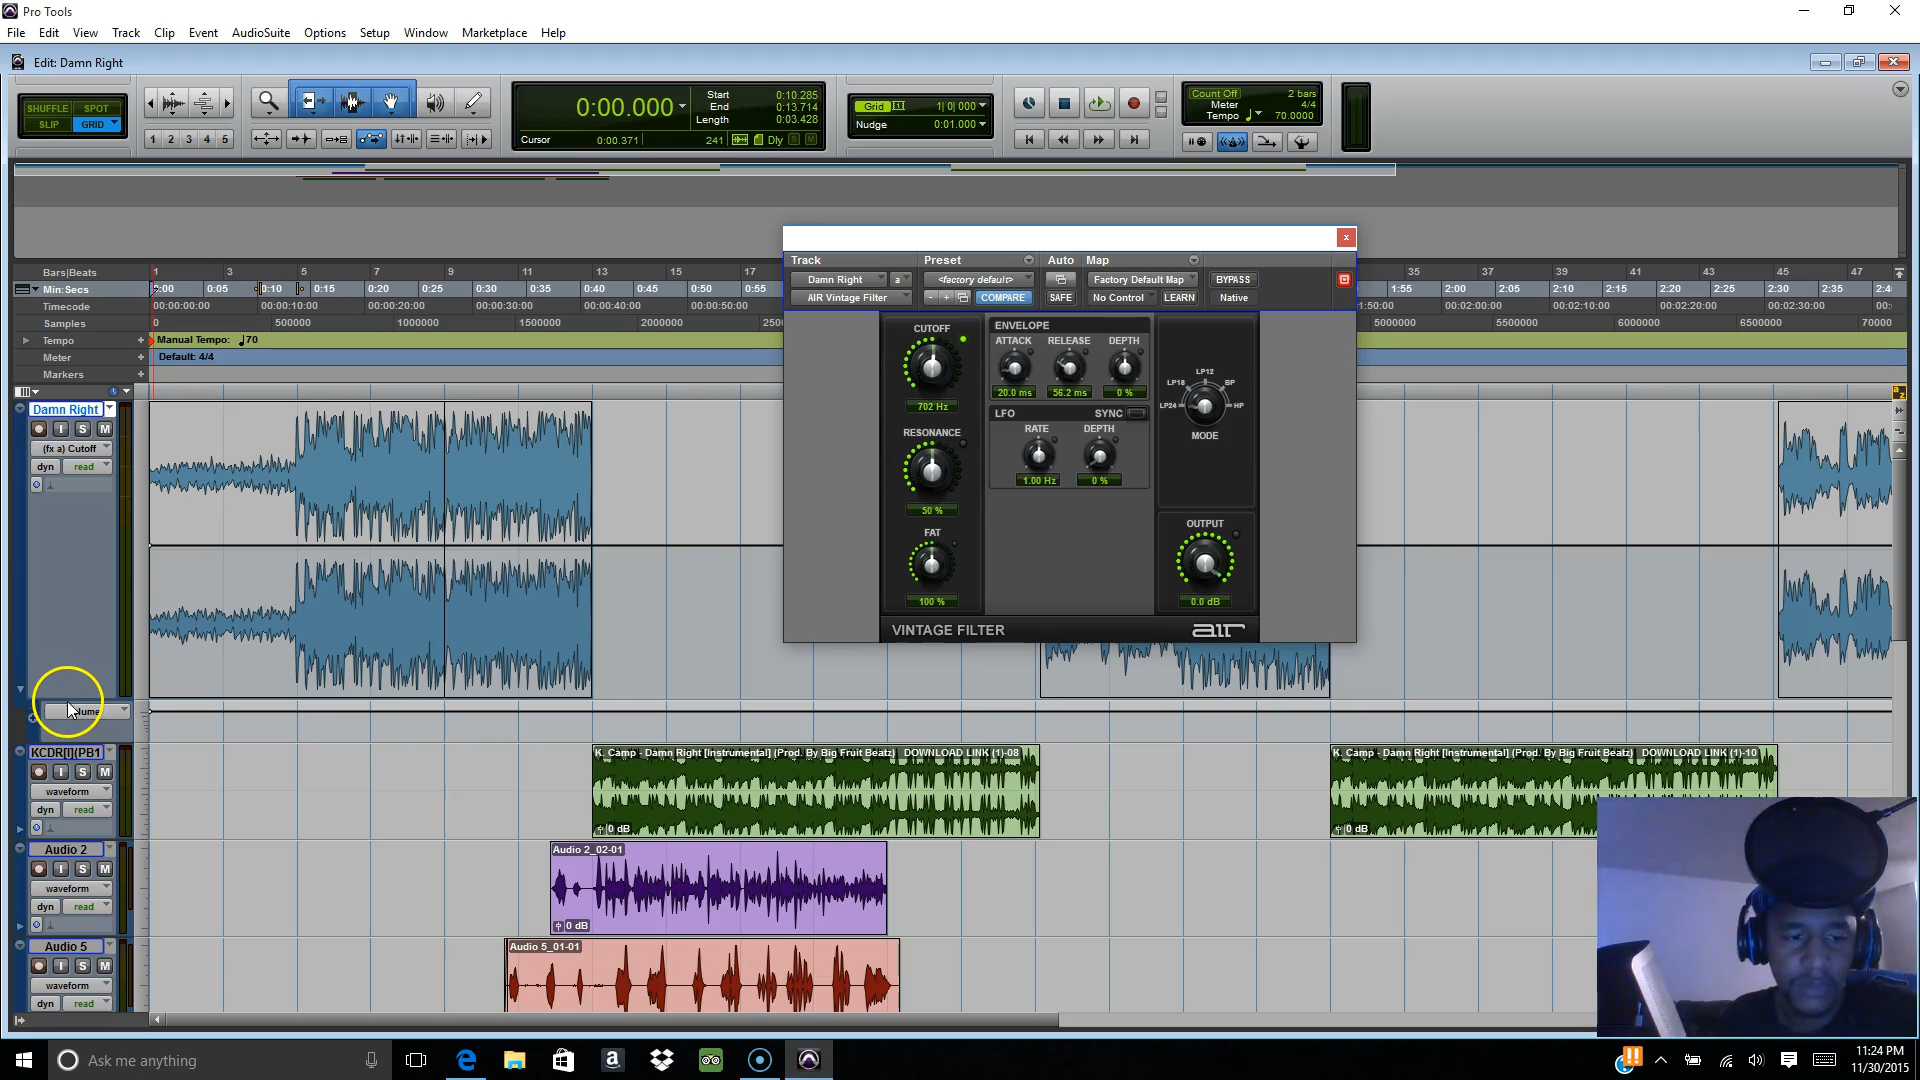 Pro Tools
File Edit View Track Clip Event AudioSuite Options Setup Window Marketplace Help
Edit: Damn Right
SHUFFLE SPOT
SLIP GRID
1 2 3 4 5
0:00.000
Start 0:10.285
End 0:13.714
Length 0:03.428
Cursor 0:00.371 241 Dly S M
Grid 1| 0| 000
Nudge 0:01.000
Count Off 2 bars
Meter 4/4
Tempo 70.0000
Bars|Beats 1 3 5 7 9 11 13 15 17 35 37 39 41 43 45 47
Min:Secs 0:00 0:05 0:10 0:15 0:20 0:25 0:30 0:35 0:40 0:45 0:50 0:55 1:55 2:00 2:05 2:10 2:15 2:20 2:25 2:30 2:35
Timecode 00:00:00:00 00:00:10:00 00:00:20:00 00:00:30:00 00:00:40:00 00:00:50:00 00:02:00:00 00:02:10:00 00:02:20:00 00:02:30:00
Samples 0 500000 1000000 1500000 2000000 5000000 5500000 6000000 6500000
Tempo Manual Tempo: 70
Meter Default: 4/4
Markers
Track Preset Auto Map
Damn Right a <factory default> Factory Default Map BYPASS
AIR Vintage Filter - + COMPARE SAFE No Control LEARN Native
CUTOFF
702 Hz
RESONANCE
50 %
FAT
100 %
ENVELOPE
ATTACK RELEASE DEPTH
20.0 ms 56.2 ms 0 %
LFO SYNC
RATE DEPTH
1.00 Hz 0 %
LP12
LP18 BP
LP24 HP
MODE
OUTPUT
0.0 dB
VINTAGE FILTER AIR
Damn Right
I S M
(fx a) Cutoff
dyn read
KCDR[I](PB1
I S M
waveform
dyn read
K. Camp - Damn Right [Instrumental] (Prod. By Big Fruit Beatz) _DOWNLOAD LINK (1)-08
0 dB
K. Camp - Damn Right [Instrumental] (Prod. By Big Fruit Beatz) _DOWNLOAD LINK (1)-10
0 dB
Audio 2
I S M
waveform
dyn read
Audio 2_02-01
0 dB
Audio 5
I S M
waveform
dyn read
Audio 5_01-01
Ask me anything
11:24 PM
11/30/2015